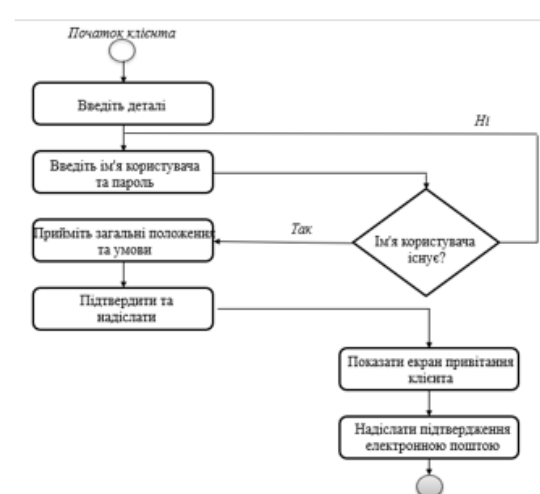 Початок клієнта
Введіть деталі
Ні
Введіть ім'я користувача
та пароль
Прийміть загальні положення
та умови
Так
Ім'я користувача
існує?
Підтвердити та
надіслати
Показати екран привітання
клієнта
Надіслати підтвердження
електронною поштою